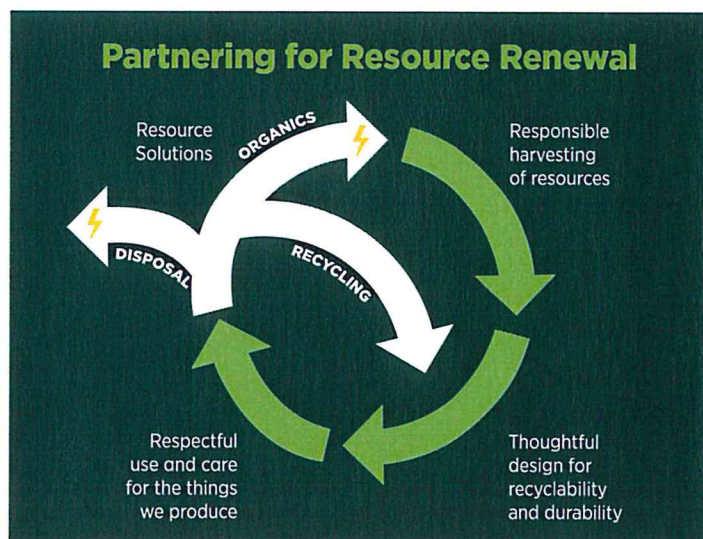 Partnering for Resource Renewal
Resource
Solutions
ORGANICS
Responsible
harvesting
of resources
DISPOSAL
RECYCLING
Respectful
use and care
for the things
we produce
Thoughtful
design for
recyclability
and durability